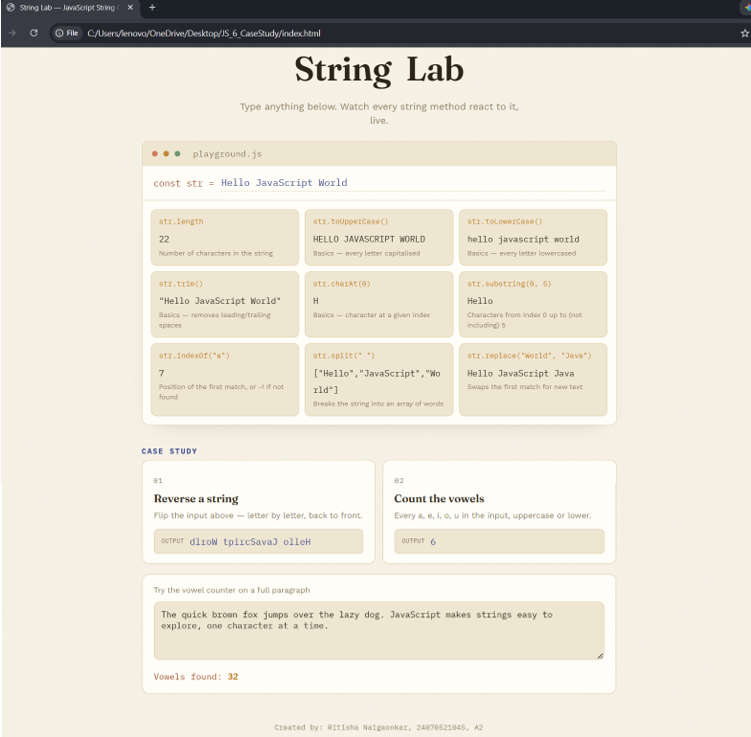 String Lab — JavaScript String C
File C:/Users/lenovo/OneDrive/Desktop/JS_6_CaseStudy/index.html
String Lab
Type anything below. Watch every string method react to it,
live.
playground.js
const str = Hello JavaScript World
str.length
22
Number of characters in the string
str.toUpperCase()
HELLO JAVASCRIPT WORLD
Basics — every letter capitalised
str.toLowerCase()
hello javascript world
Basics — every letter lowercased
str.trim()
"Hello JavaScript World"
Basics — removes leading/trailing
spaces
str.charAt(0)
H
Basics — character at a given index
str.substring(0, 5)
Hello
Characters from index 0 up to (not
including) 5
str.indexOf("a")
7
Position of the first match, or -1 if not
found
str.split(" ")
["Hello","JavaScript","Wo
rld"]
Breaks the string into an array of words
str.replace("World", "Java")
Hello JavaScript Java
Swaps the first match for new text
CASE STUDY
01
Reverse a string
Flip the input above — letter by letter, back to front.
OUTPUT dlroW tpircSavaJ olleH
02
Count the vowels
Every a, e, i, o, u in the input, uppercase or lower.
OUTPUT 6
Try the vowel counter on a full paragraph
The quick brown fox jumps over the lazy dog. JavaScript makes strings easy to
explore, one character at a time.
Vowels found: 32
Created by: Ritisha Naigaonkar, 24070521045, A2